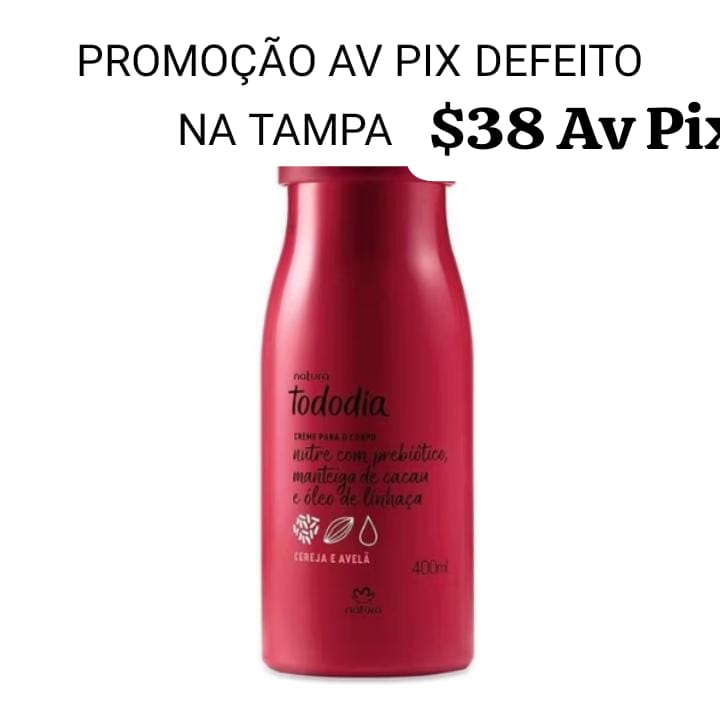 PROMOÇÃO AV PIX DEFEITO
NA TAMPA $38 Av Pix
natura
tododia
CREME PARA O CORPO
nutre com prebiótico,
manteiga de cacau
e óleo de linhaça
CEREJA E AVELÃ
400ml
natura